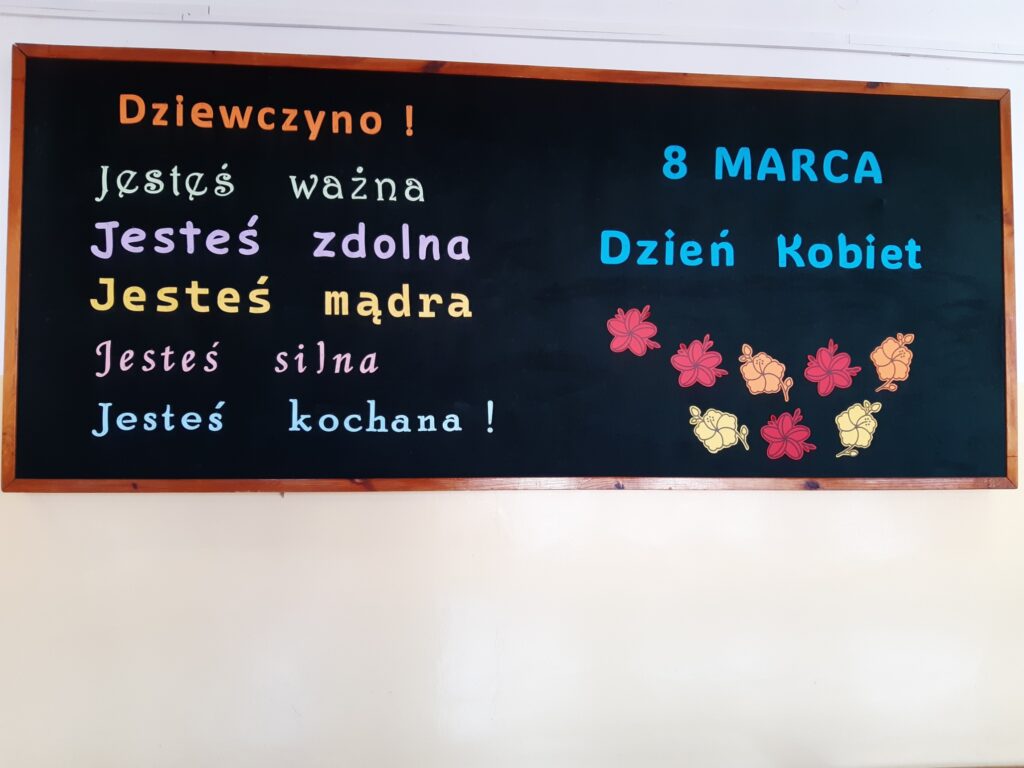 Dziewczyno !
Jesteś ważna
Jesteś zdolna
Jesteś mądra
Jesteś silna
Jesteś kochana !
8 MARCA
Dzień Kobiet